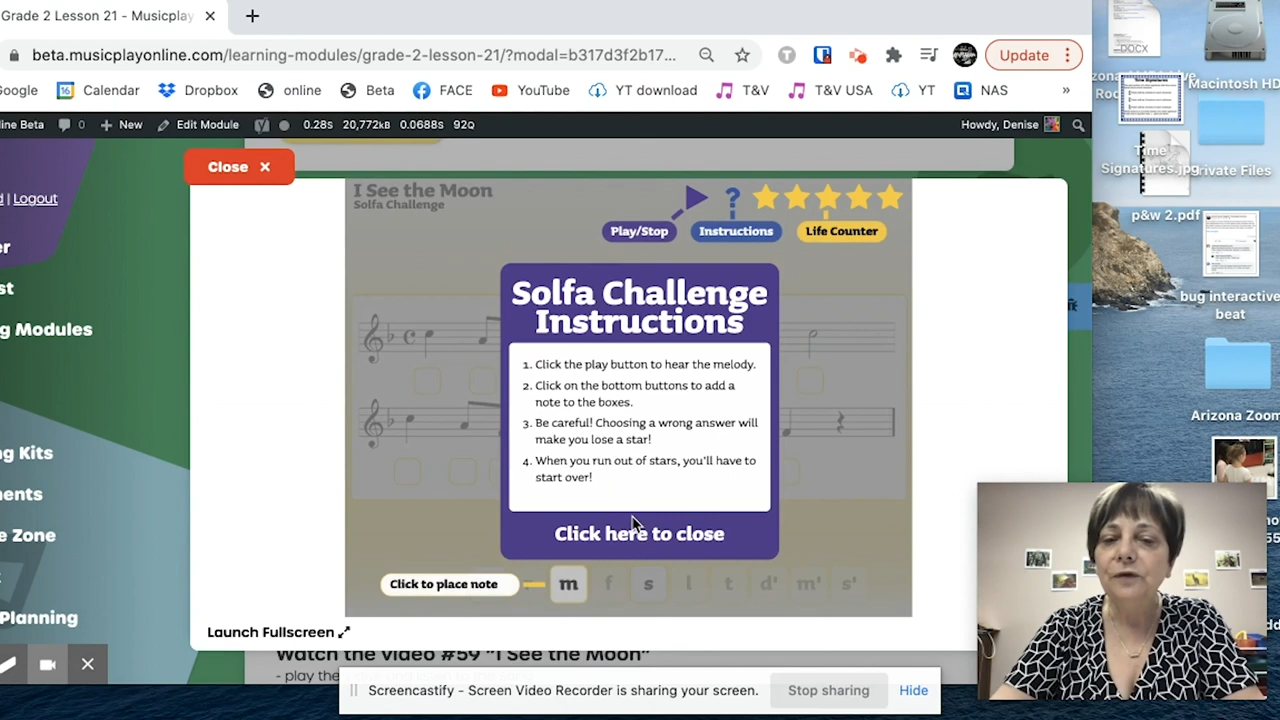 Grade 2 Lesson 21 - Musicplay
beta.musicplayonline.com/learning-modules/grade-2-lesson-21/?model=b317d3f2b17...
Update
Google
Calendar
Dropbox
Online
Beta
ACT
YouTube
Download
T&V
T&V USA
YT
NAS
»
0
New
Edit Module
0.28s
Howdy, Denise
Close ×
| Logout
ng Modules
ng Kits
e Zone
Planning
I See the Moon
Solfa Challenge
Play/Stop
?
Instructions
Life Counter
Solfa Challenge
Instructions
1. Click the play button to hear the melody.
2. Click on the bottom buttons to add a
note to the boxes.
3. Be careful! Choosing a wrong answer will
make you lose a star!
4. When you run out of stars, you'll have to
start over!
Click here to close
Click to place note
m f s l t d' m' s'
Launch Fullscreen
Watch the video #59 "I See the Moon"
Screencastify - Screen Video Recorder is sharing your screen.
Stop sharing
Hide
DOCX
Macintosh HD
Time
Signatures.jpg
Private Files
p&w 2.pdf
bug interactive
beat
Arizona Zoom